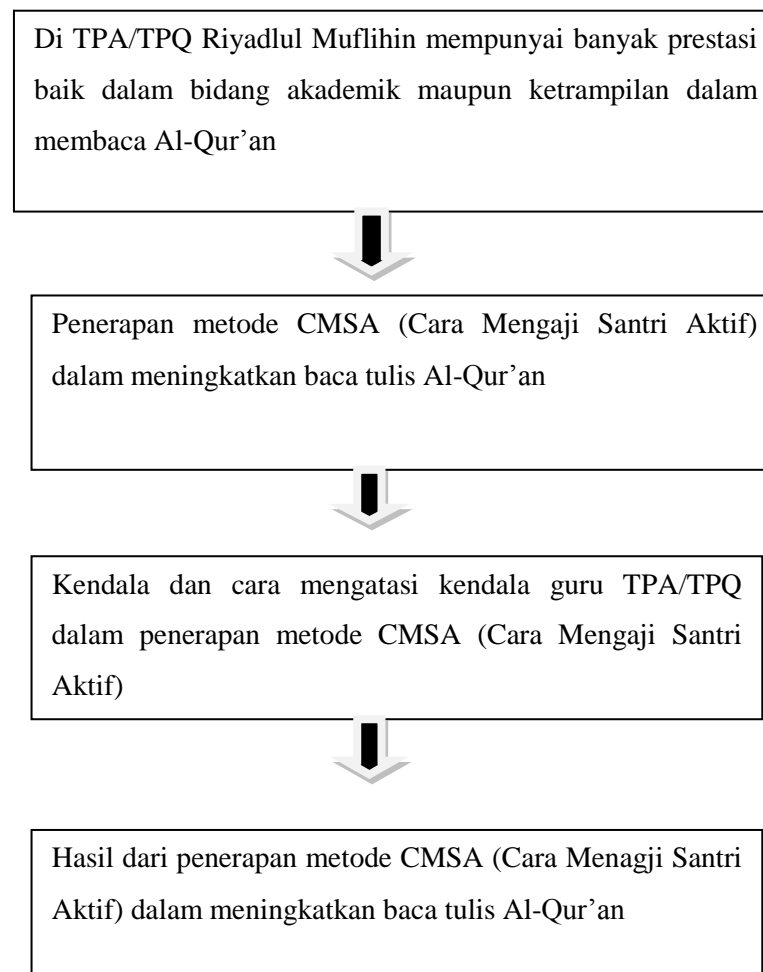 Di TPA/TPQ Riyadlul Muflihin mempunyai banyak prestasi
baik dalam bidang akademik maupun ketrampilan dalam
membaca Al-Qur’an
Penerapan metode CMSA (Cara Mengaji Santri Aktif)
dalam meningkatkan baca tulis Al-Qur’an
Kendala dan cara mengatasi kendala guru TPA/TPQ
dalam penerapan metode CMSA (Cara Mengaji Santri
Aktif)
Hasil dari penerapan metode CMSA (Cara Menagji Santri
Aktif) dalam meningkatkan baca tulis Al-Qur’an